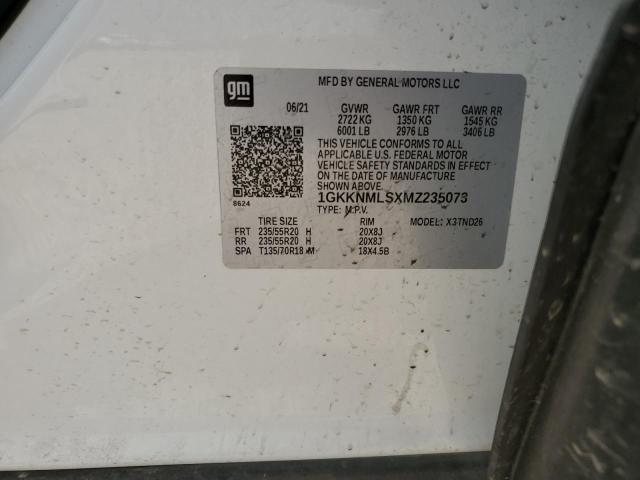 gm
MFD BY GENERAL MOTORS LLC
06/21 GVWR GAWR FRT GAWR RR
2722 KG 1350 KG 1545 KG
6001 LB 2976 LB 3406 LB
THIS VEHICLE CONFORMS TO ALL
APPLICABLE U.S. FEDERAL MOTOR
VEHICLE SAFETY STANDARDS IN EFFECT
ON THE DATE OF MANUFACTURE
SHOWN ABOVE.
1GKKNMLSXMZ235073
8624
TYPE: M.P.V.
MODEL: X3-TND26
TIRE SIZE RIM
FRT 235/55R20 H 20X8J
RR 235/55R20 H 20X8J
SPA T135/70R18 M 18X4.5B